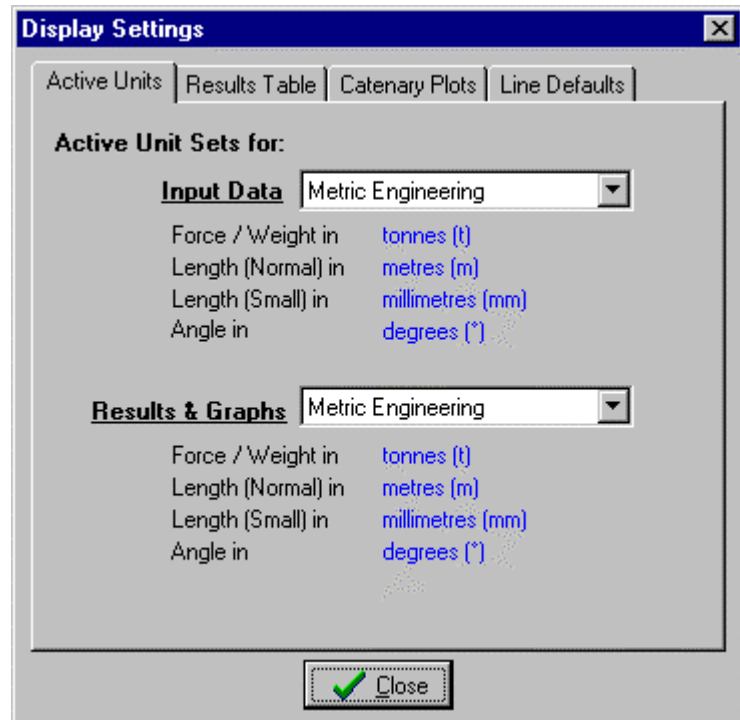 Display Settings
Active Units Results Table Catenary Plots Line Defaults
Active Unit Sets for:
Input Data Metric Engineering
Force / Weight in tonnes (t)
Length (Normal) in metres (m)
Length (Small) in millimetres (mm)
Angle in degrees (°)
Results & Graphs Metric Engineering
Force / Weight in tonnes (t)
Length (Normal) in metres (m)
Length (Small) in millimetres (mm)
Angle in degrees (°)
Close